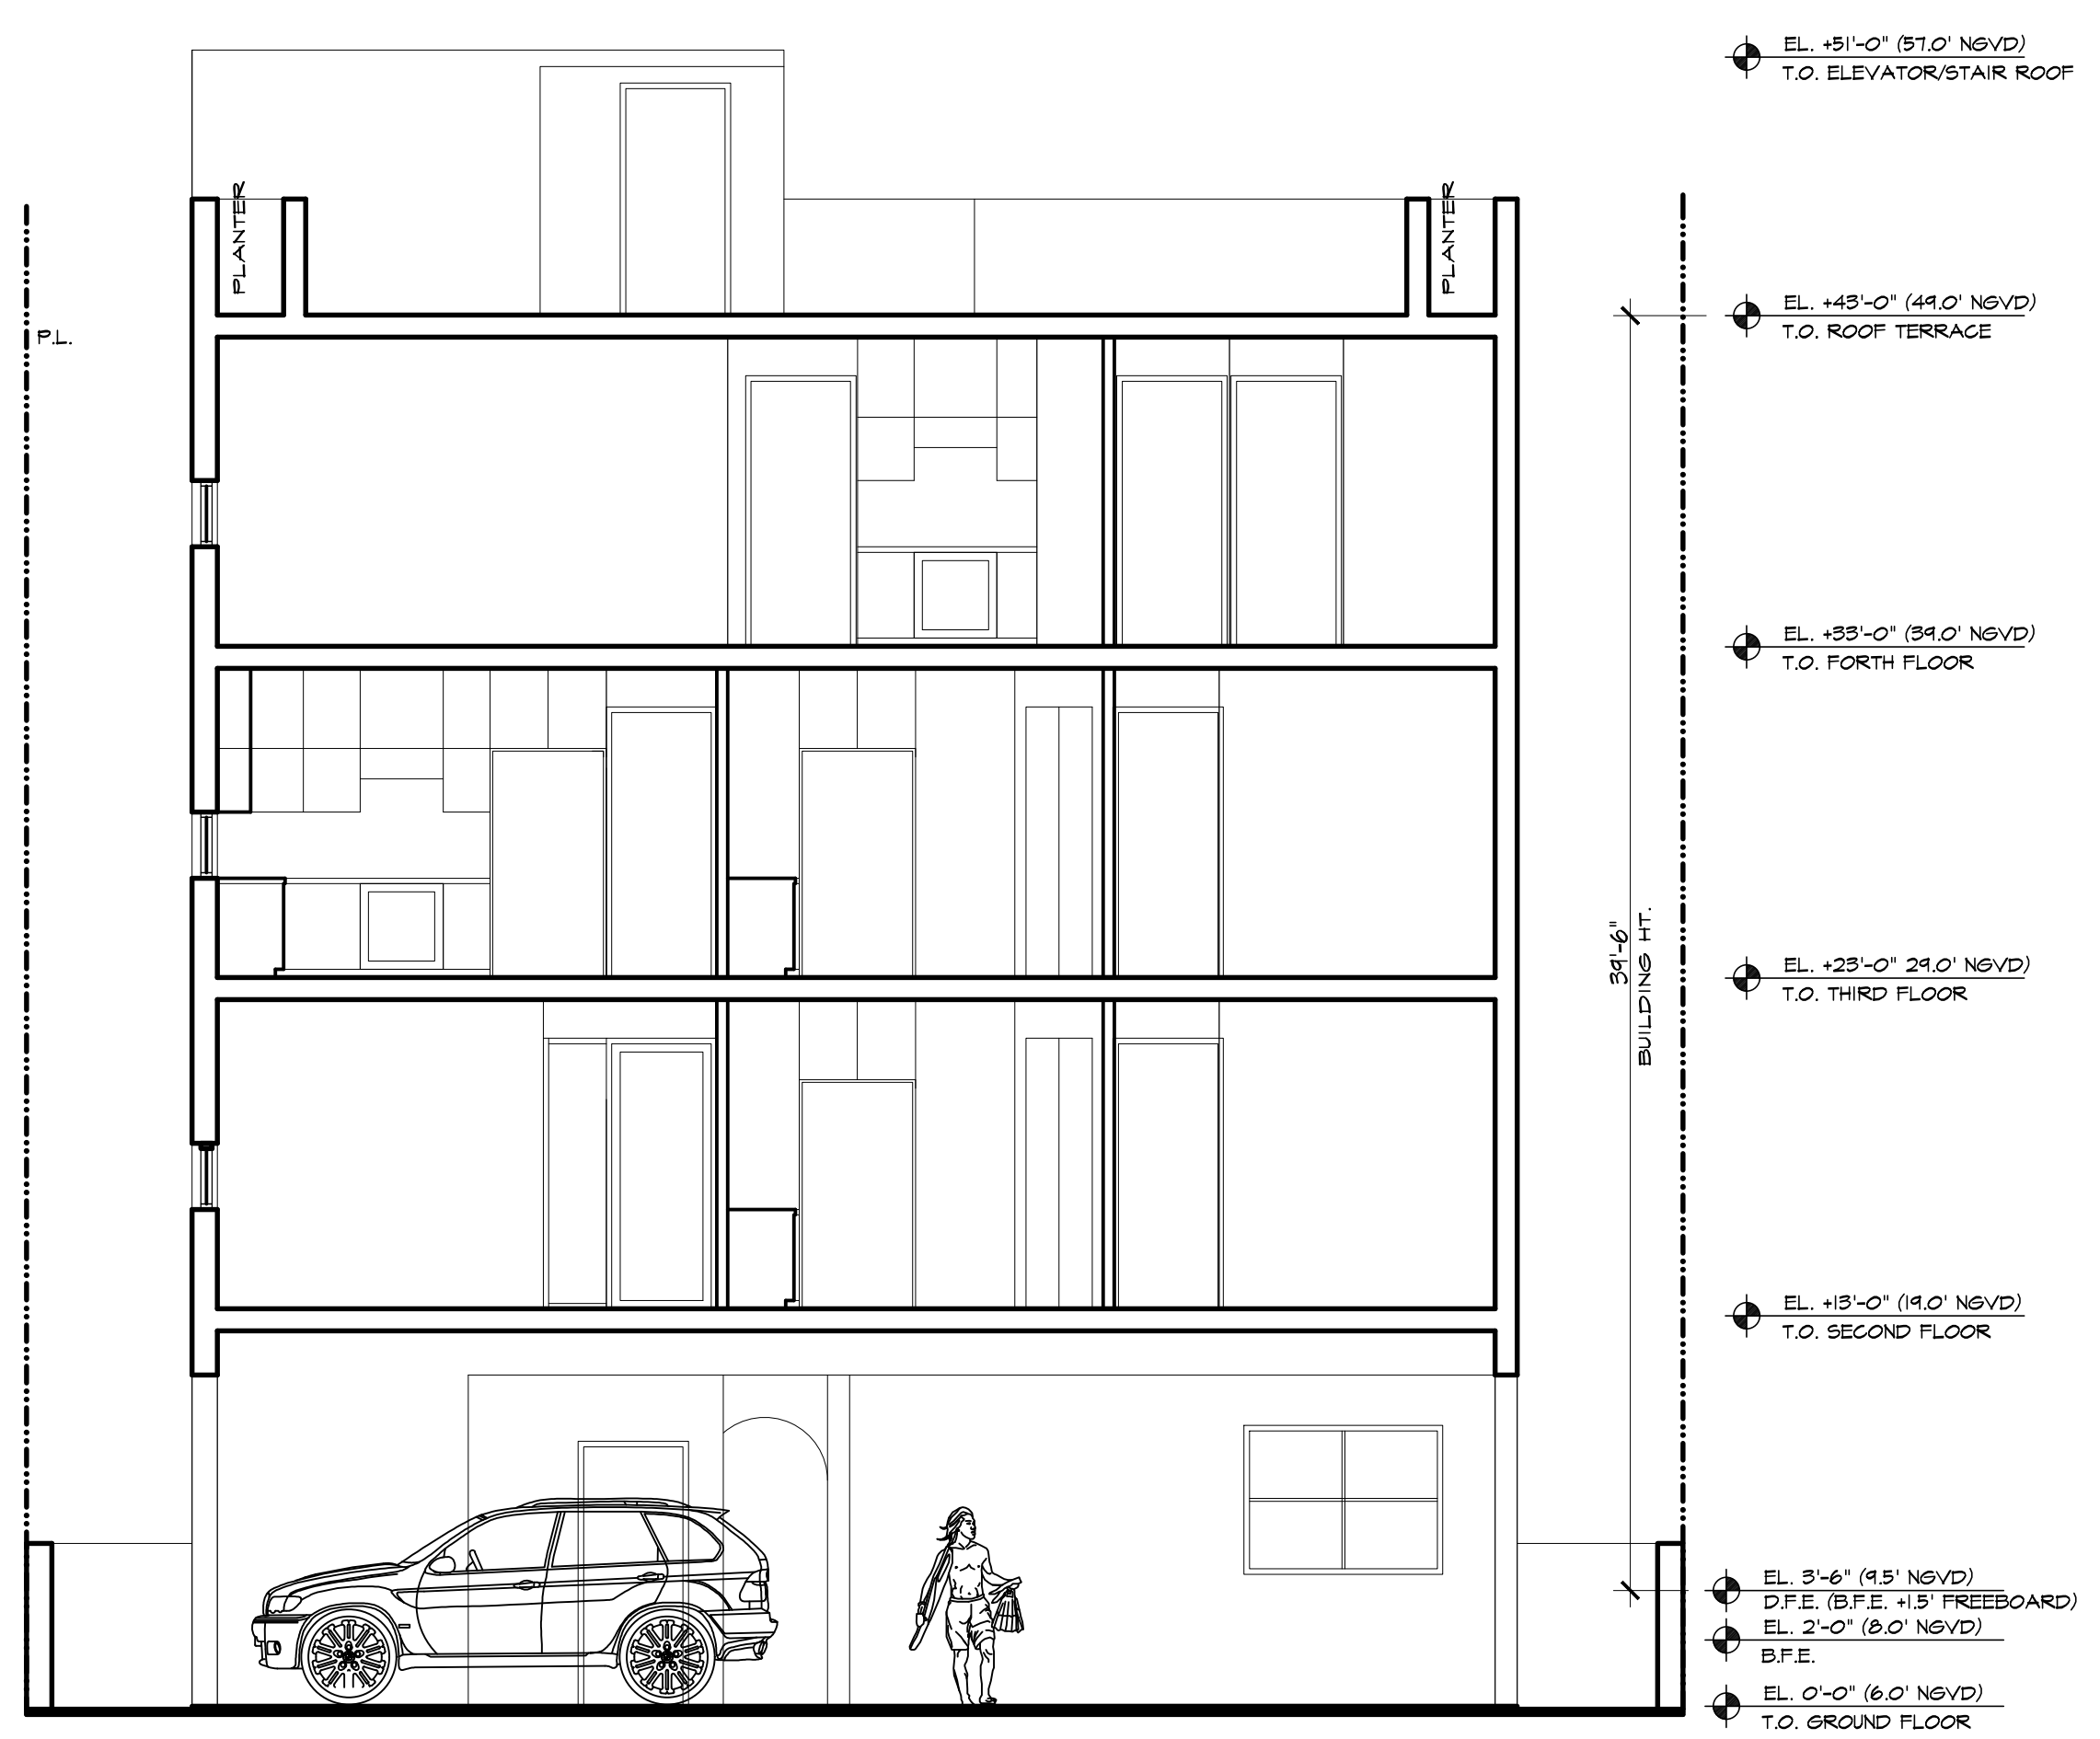 EL. +51'-0" (57.0' NGVD)
T.O. ELEVATOR/STAIR ROOF
PLANTER
PLANTER
EL. +43'-0" (49.0' NGVD)
T.O. ROOF TERRACE
P.L.
EL. +33'-0" (39.0' NGVD)
T.O. FORTH FLOOR
39'-6"
BUILDING HT.
EL. +23'-0" 29.0' NGVD)
T.O. THIRD FLOOR
EL. +13'-0" (19.0' NGVD)
T.O. SECOND FLOOR
EL. 3'-6" (9.5' NGVD)
D.F.E. (B.F.E. +1.5' FREEBOARD)
EL. 2'-0" (8.0' NGVD)
B.F.E.
EL. 0'-0" (6.0' NGVD)
T.O. GROUND FLOOR